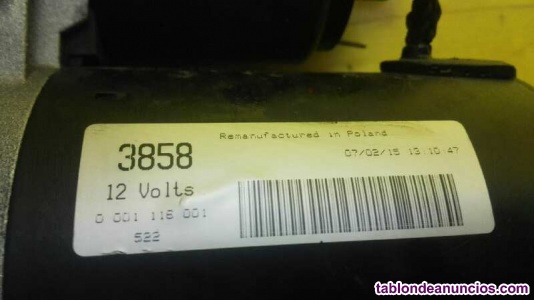 Remanufactured in Poland
3858
07/02/15 13:10:47
12 Volts
0 001 116 001
522
tablondeanuncios.com